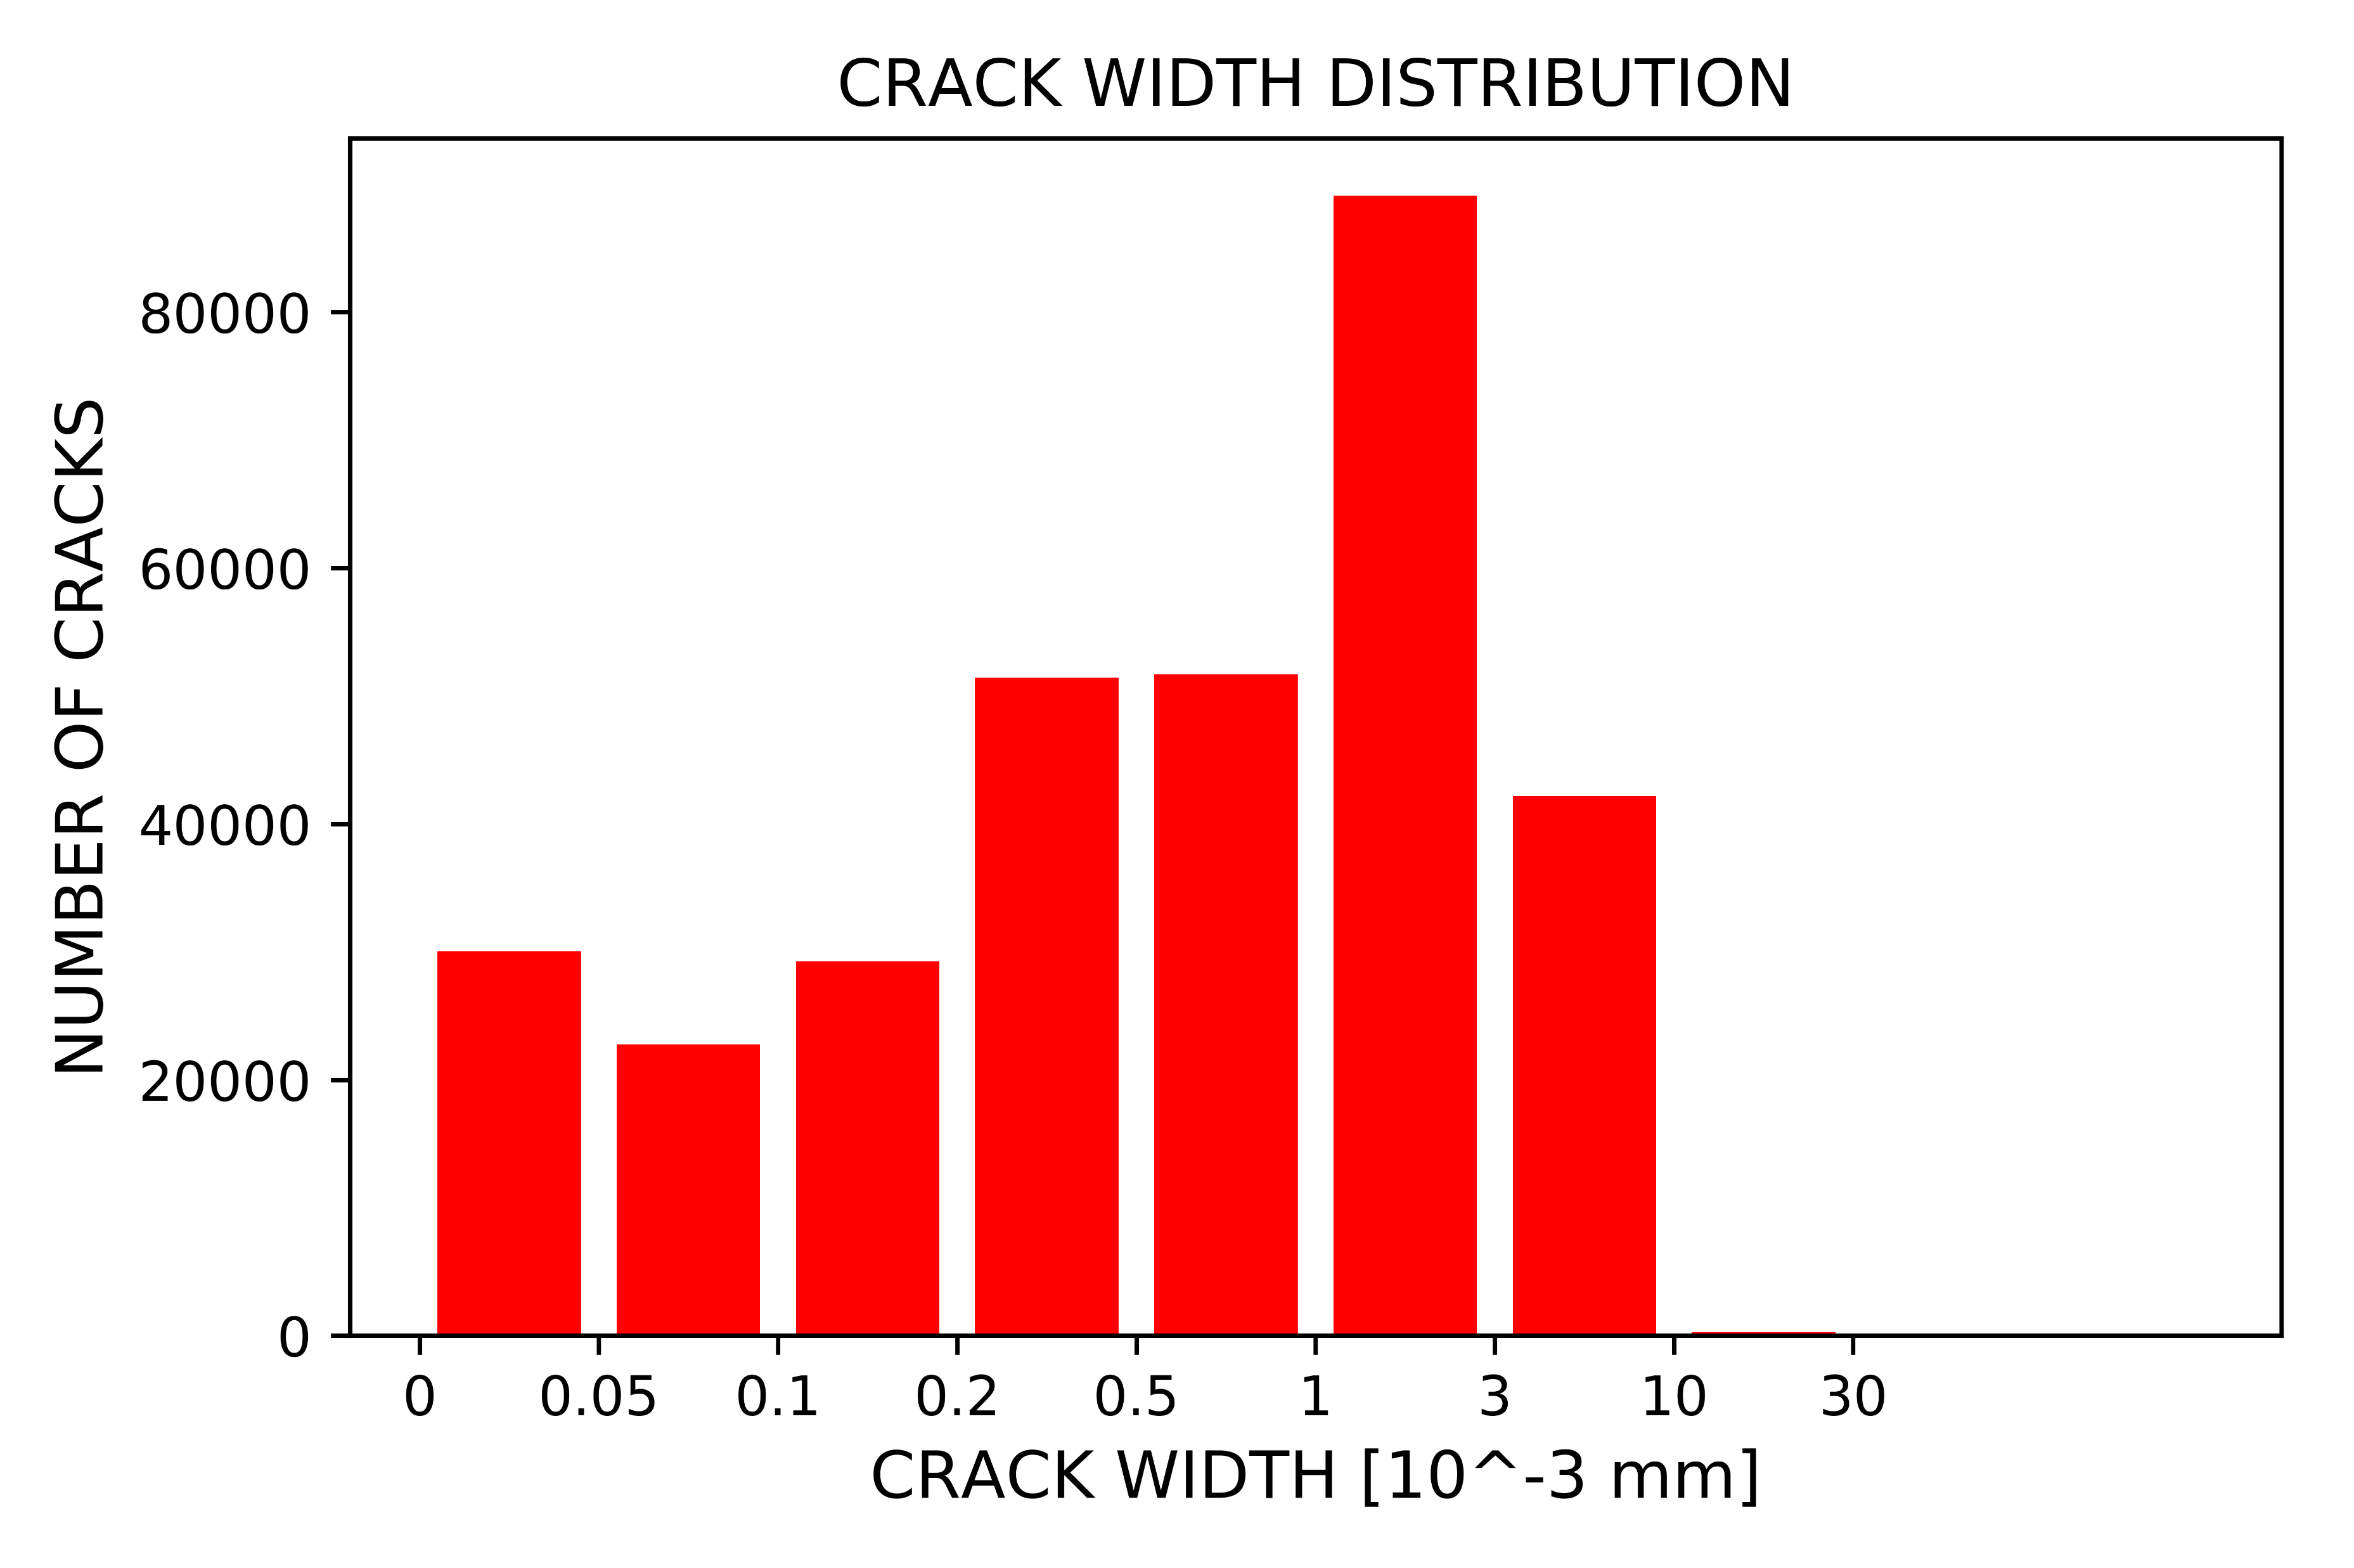 CRACK WIDTH DISTRIBUTION
NUMBER OF CRACKS
80000
60000
40000
20000
0
0 0.05 0.1 0.2 0.5 1 3 10 30
CRACK WIDTH [10^-3 mm]